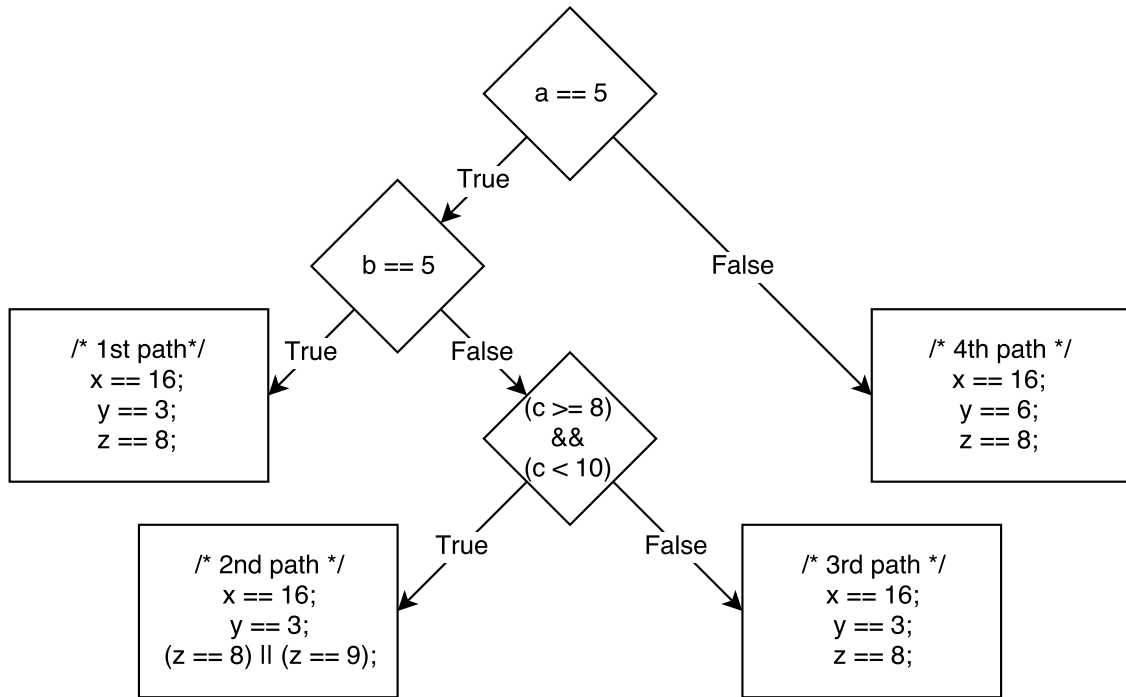 a == 5
True
False
b == 5
True
False
/* 1st path*/
x == 16;
y == 3;
z == 8;
/* 4th path */
x == 16;
y == 6;
z == 8;
(c >= 8)
&&
(c < 10)
True
False
/* 2nd path */
x == 16;
y == 3;
(z == 8) || (z == 9);
/* 3rd path */
x == 16;
y == 3;
z == 8;